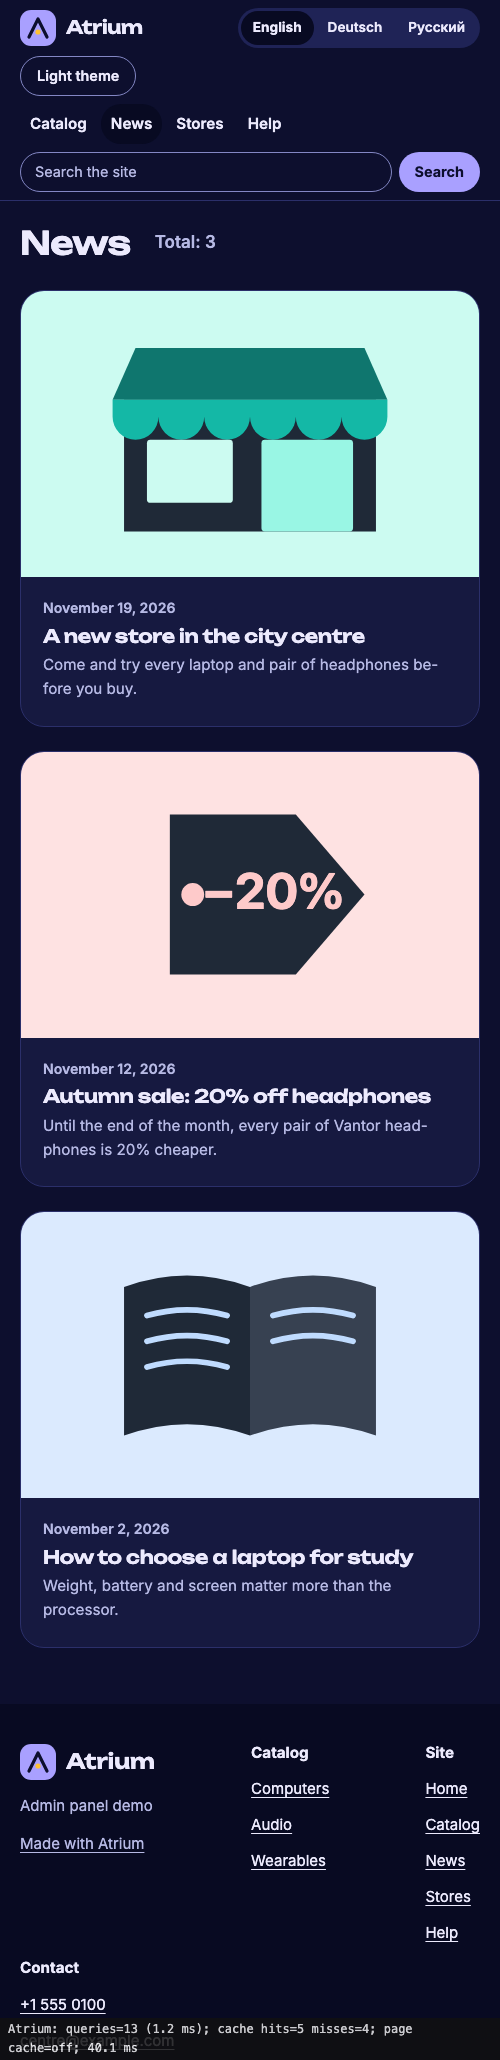 Atrium
English Deutsch Русский
Light theme
Catalog News Stores Help
Search the site Search
News Total: 3
November 19, 2026
A new store in the city centre
Come and try every laptop and pair of headphones be-
fore you buy.
–20%
November 12, 2026
Autumn sale: 20% off headphones
Until the end of the month, every pair of Vantor head-
phones is 20% cheaper.
November 2, 2026
How to choose a laptop for study
Weight, battery and screen matter more than the
processor.
Atrium
Admin panel demo
Made with Atrium
Catalog
Computers
Audio
Wearables
Site
Home
Catalog
News
Stores
Help
Contact
+1 555 0100
centre@example.com
Atrium: queries=13 (1.2 ms); cache hits=5 misses=4; page
cache=off; 40.1 ms